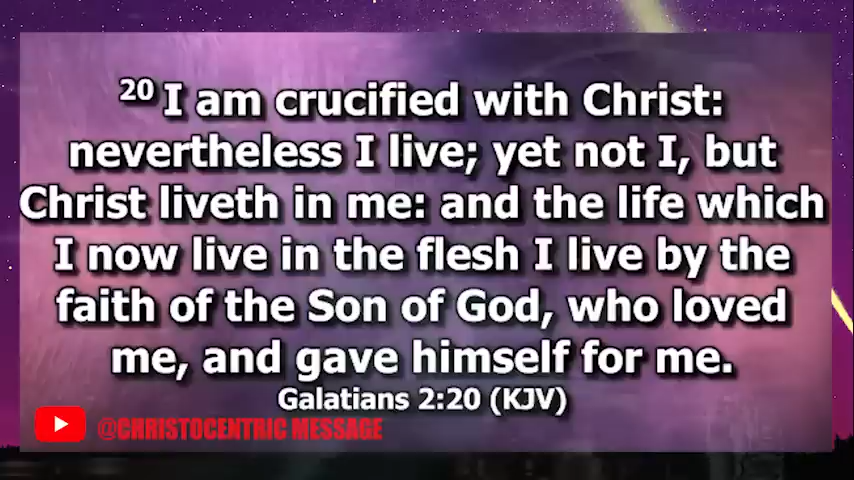 20 I am crucified with Christ:
nevertheless I live; yet not I, but
Christ liveth in me: and the life which
I now live in the flesh I live by the
faith of the Son of God, who loved
me, and gave himself for me.
Galatians 2:20 (KJV)
@CHRISTOCENTRIC MESSAGE